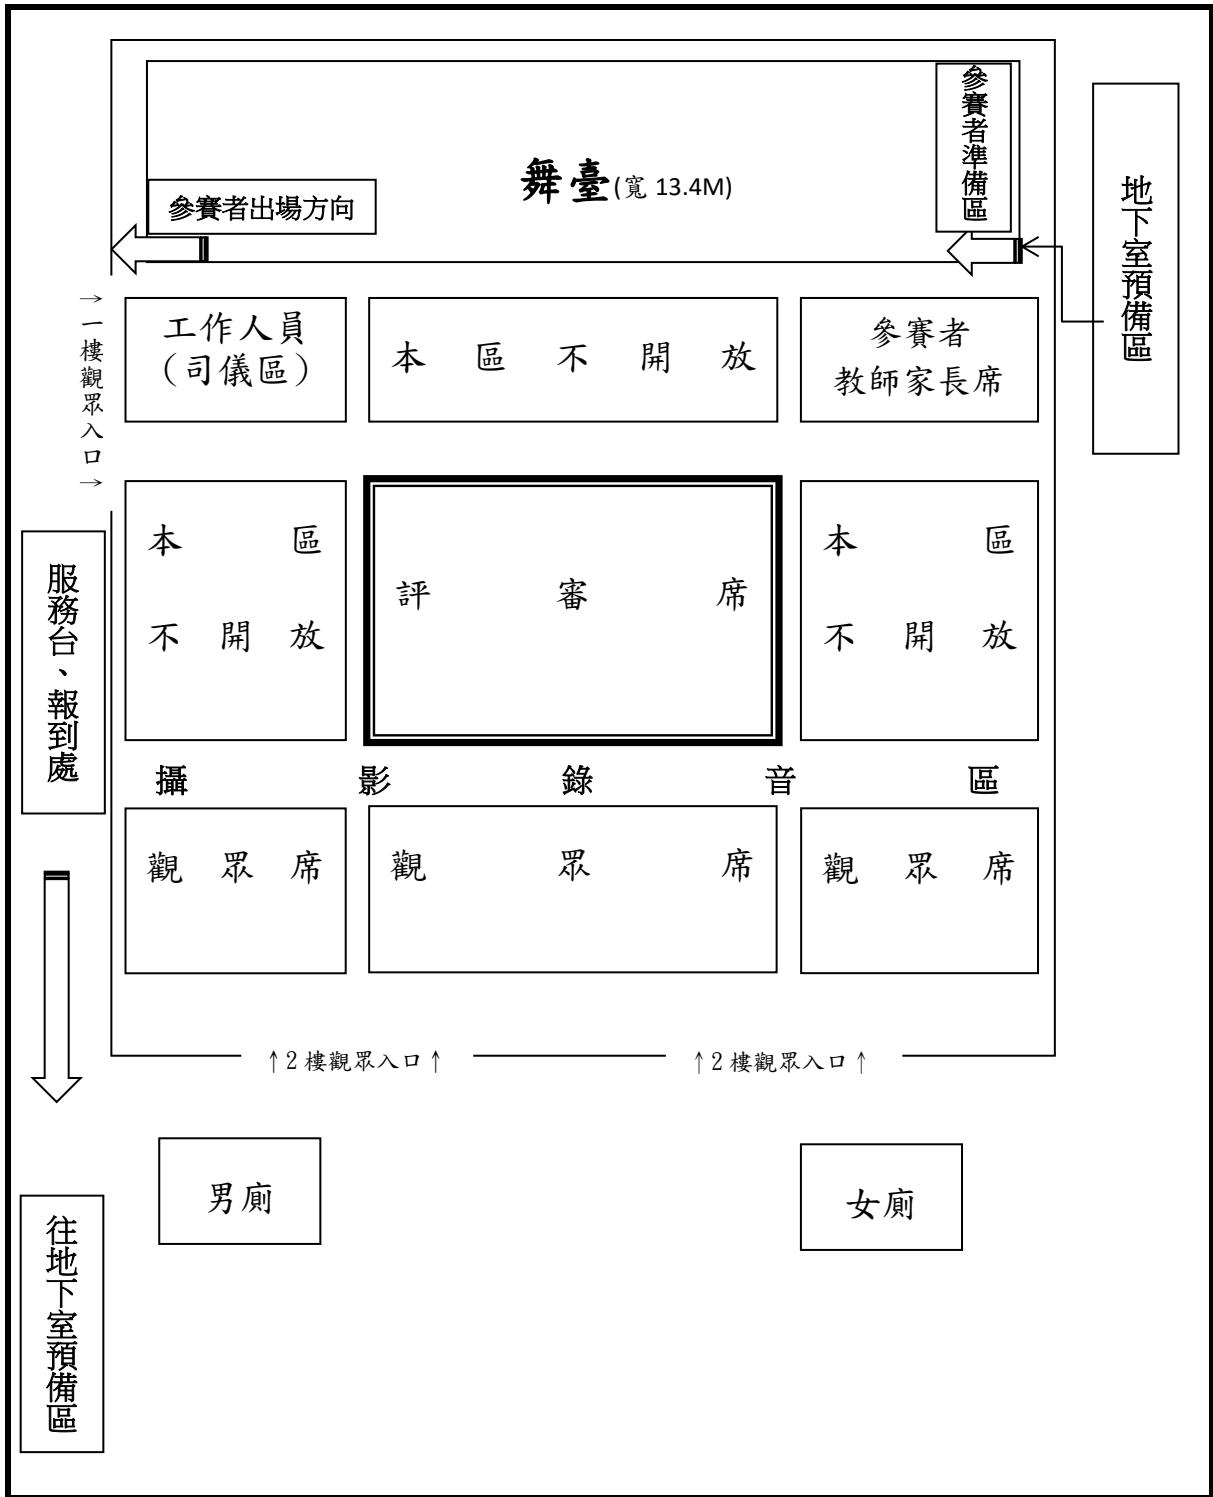 參賽者準備區
舞臺(寬 13.4M)
參賽者出場方向
地下室預備區
→一樓觀眾入口→
工作人員
(司儀區)
本區不開放
參賽者
教師家長席
本區
不開放
評審席
本區
不開放
服務台、報到處
攝影錄音區
觀眾席
觀眾席
觀眾席
↑2 樓觀眾入口↑
↑2 樓觀眾入口↑
男廁
女廁
往地下室預備區